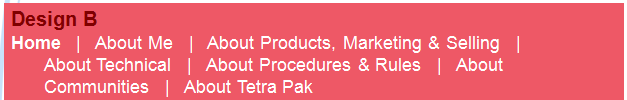 Design B
Home | About Me | About Products, Marketing & Selling |
About Technical | About Procedures & Rules | About
Communities | About Tetra Pak